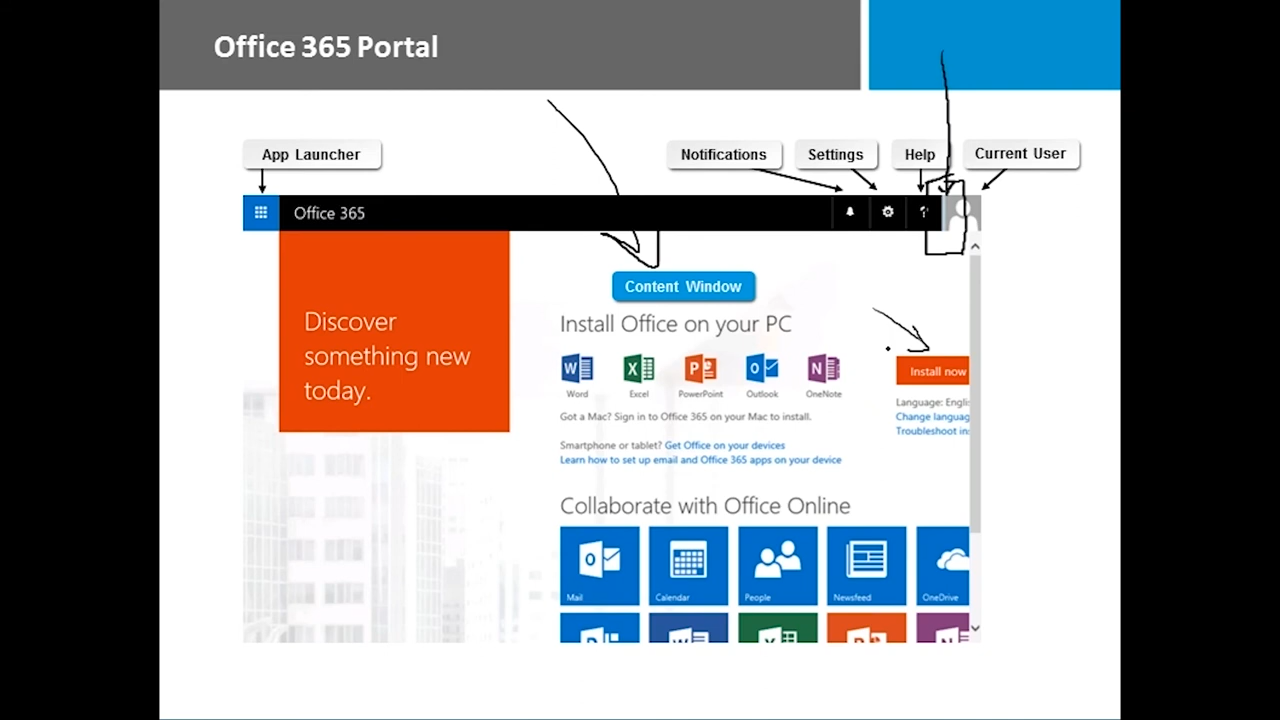 Office 365 Portal
App Launcher
Notifications
Settings
Help
Current User
Office 365
Discover
something new
today.
Content Window
Install Office on your PC
Word
Excel
PowerPoint
Outlook
OneNote
Install now
Got a Mac? Sign in to Office 365 on your Mac to install.
Language: Englis
Change languag
Troubleshoot in
Smartphone or tablet? Get Office on your devices
Learn how to set up email and Office 365 apps on your device
Collaborate with Office Online
Mail
Calendar
People
Newsfeed
OneDrive